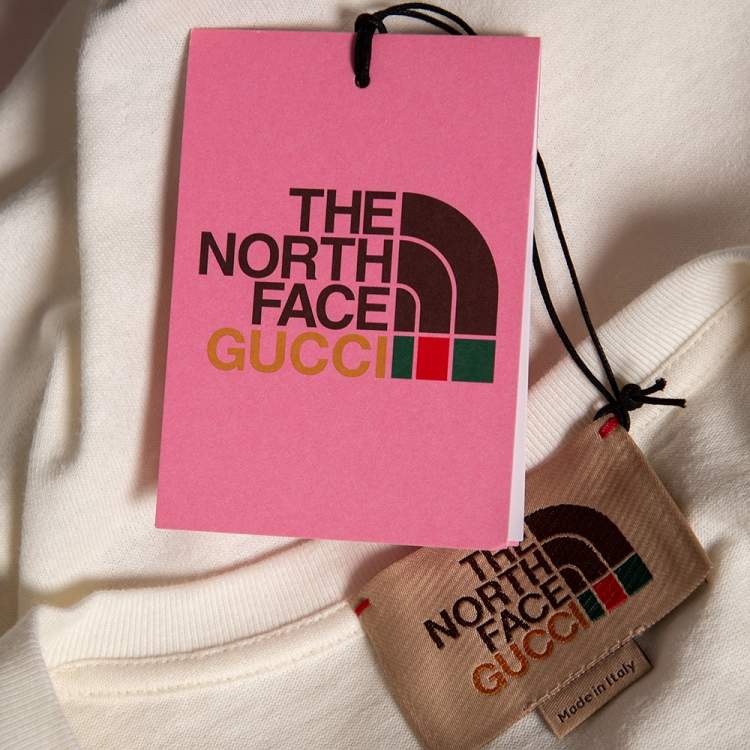 THE
NORTH
FACE
GUCCI
THE
NORTH
FACE
GUCCI
Made in Italy